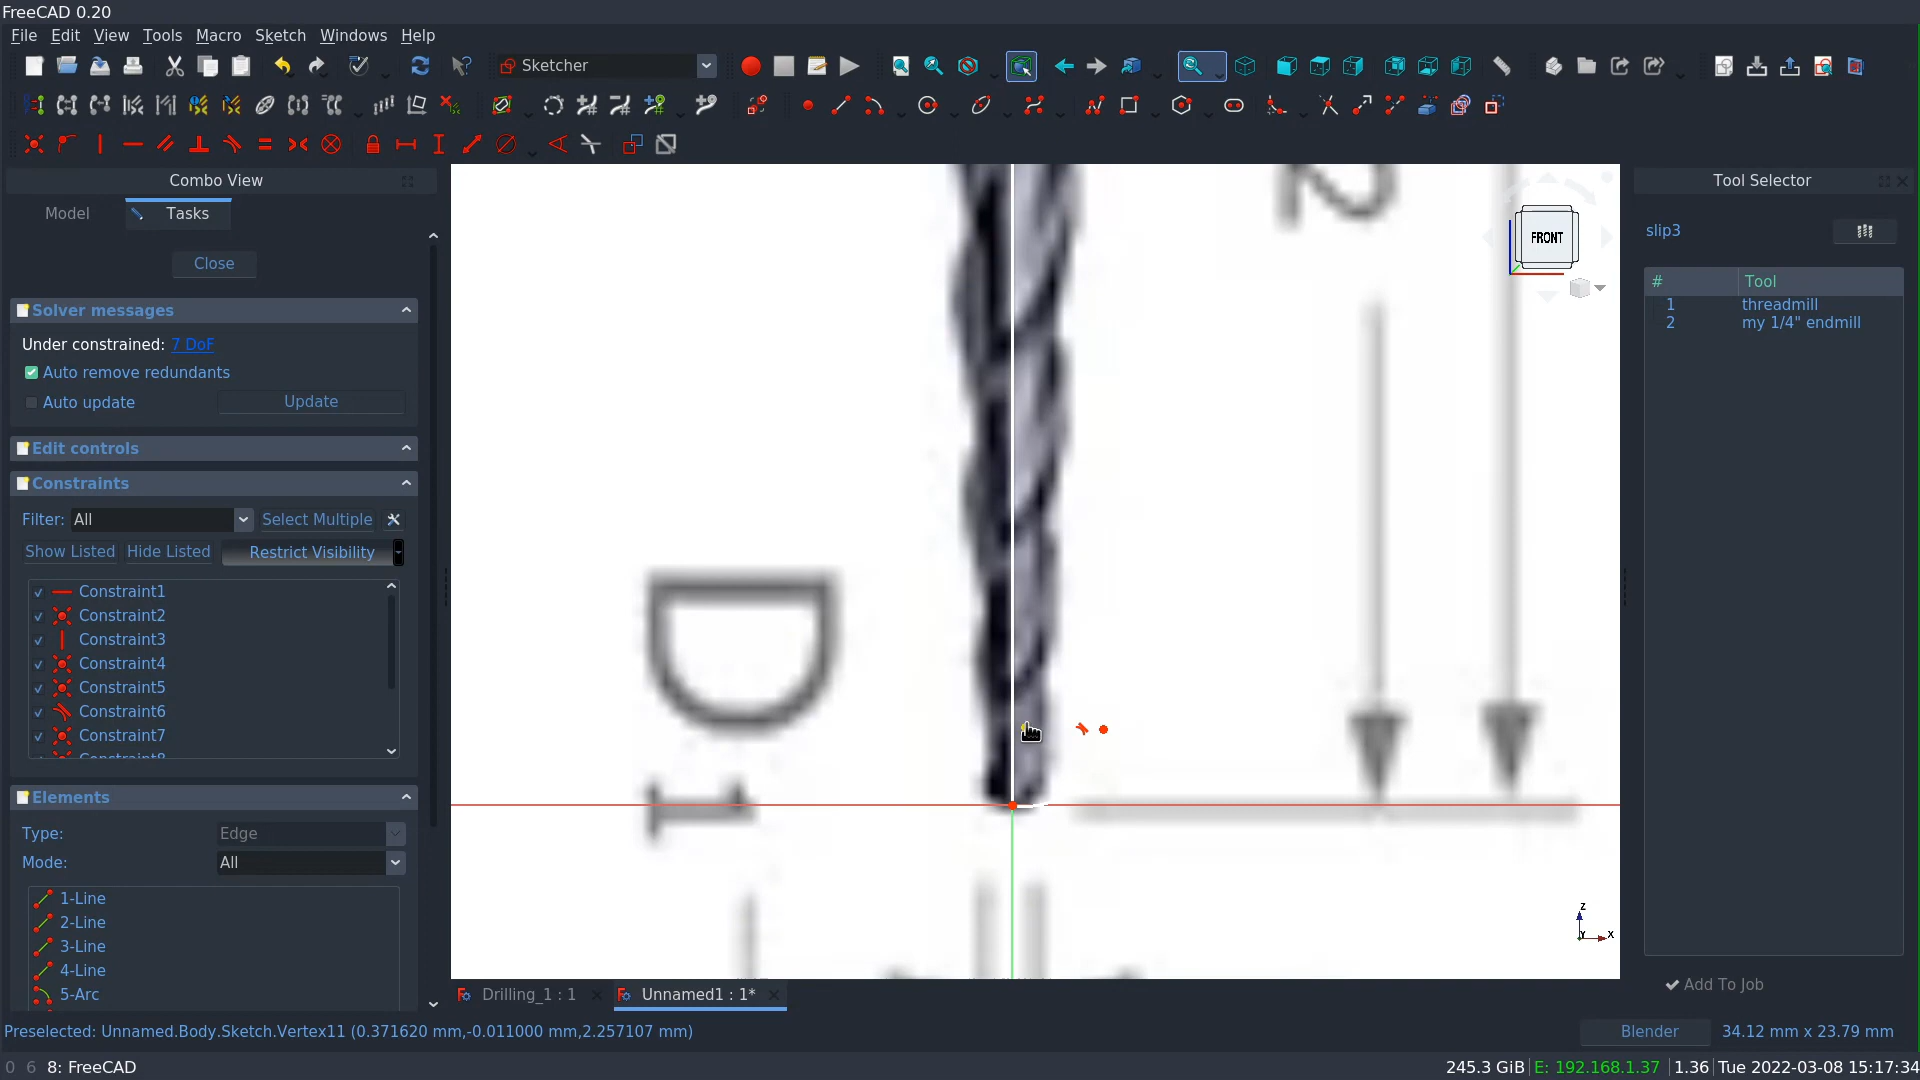 FreeCAD 0.20
File Edit View Tools Macro Sketch Windows Help
Sketcher
Combo View
Model Tasks
Close
Solver messages
Under constrained: 7 DoF
Auto remove redundants
Auto update Update
Edit controls
Constraints
Filter: All Select Multiple
Show Listed Hide Listed Restrict Visibility
Constraint1
Constraint2
Constraint3
Constraint4
Constraint5
Constraint6
Constraint7
Constraint8
Elements
Type: Edge
Mode: All
1-Line
2-Line
3-Line
4-Line
5-Arc
D
1
2
FRONT
Z
Y X
Tool Selector
slip3
# Tool
1 threadmill
2 my 1/4" endmill
Add To Job
Drilling_1 : 1 Unnamed1 : 1*
Preselected: Unnamed.Body.Sketch.Vertex11 (0.371620 mm,-0.011000 mm,2.257107 mm) Blender 34.12 mm x 23.79 mm
0 6 8: FreeCAD 245.3 GiB E: 192.168.1.37 1.36 Tue 2022-03-08 15:17:34